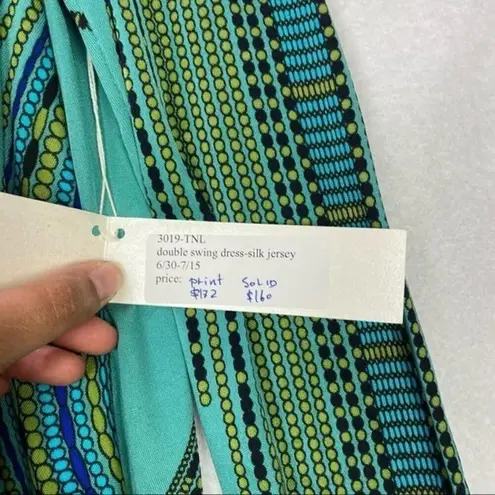 3019-TNL
double swing dress-silk jersey
6/30-7/15
price: print SOLID
$172 $160